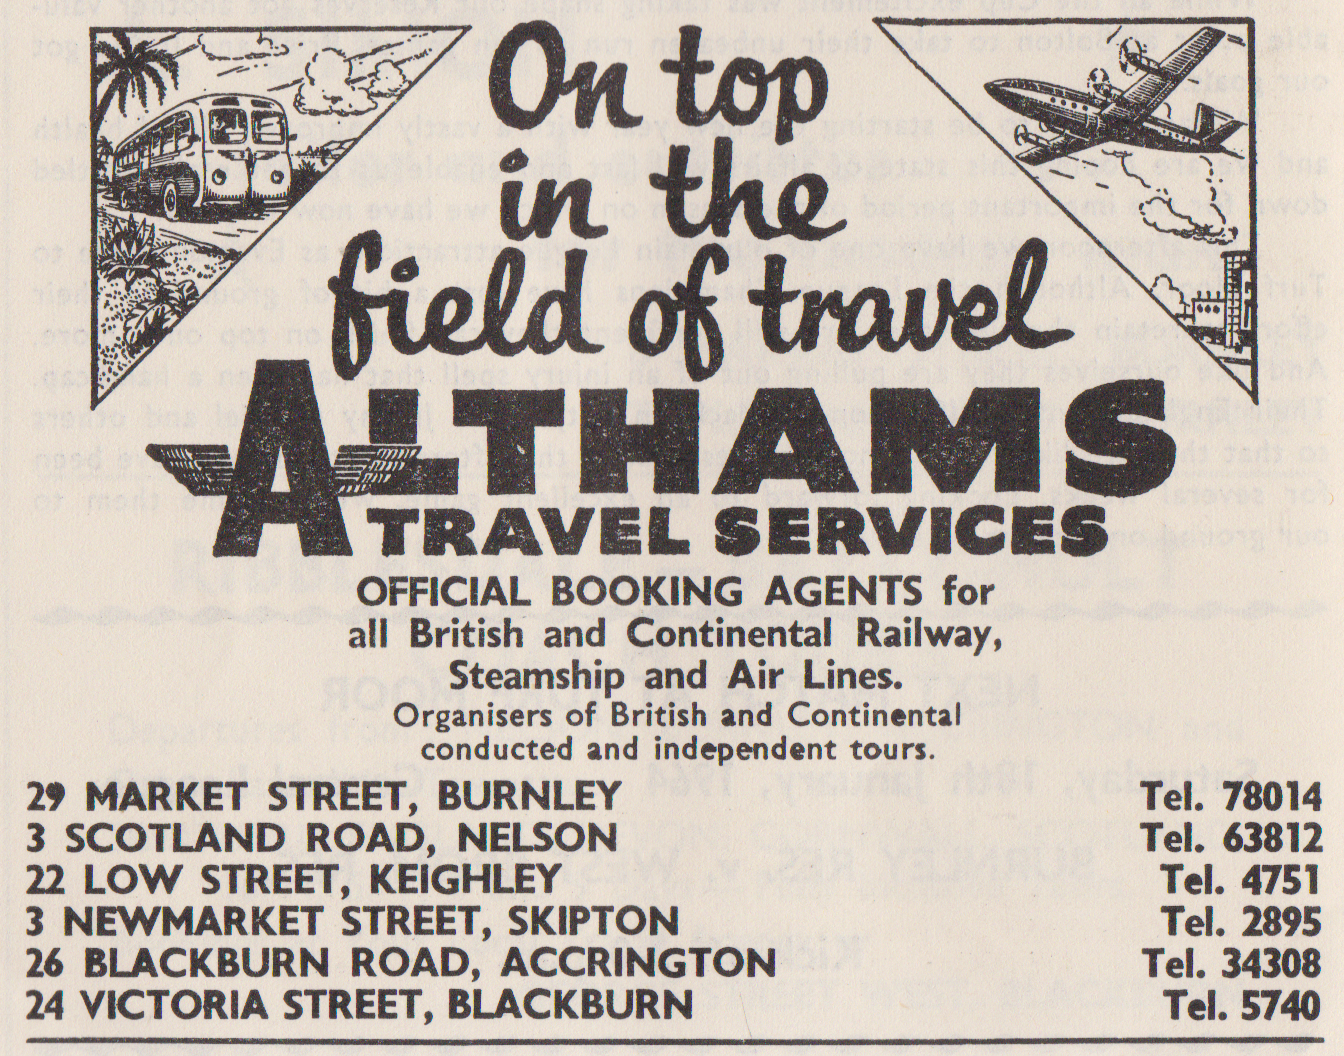 On top
in the
field of travel
ALTHAMS
TRAVEL SERVICES
OFFICIAL BOOKING AGENTS for
all British and Continental Railway,
Steamship and Air Lines.
Organisers of British and Continental
conducted and independent tours.
29 MARKET STREET, BURNLEY Tel. 78014
3 SCOTLAND ROAD, NELSON Tel. 63812
22 LOW STREET, KEIGHLEY Tel. 4751
3 NEWMARKET STREET, SKIPTON Tel. 2895
26 BLACKBURN ROAD, ACCRINGTON Tel. 34308
24 VICTORIA STREET, BLACKBURN Tel. 5740